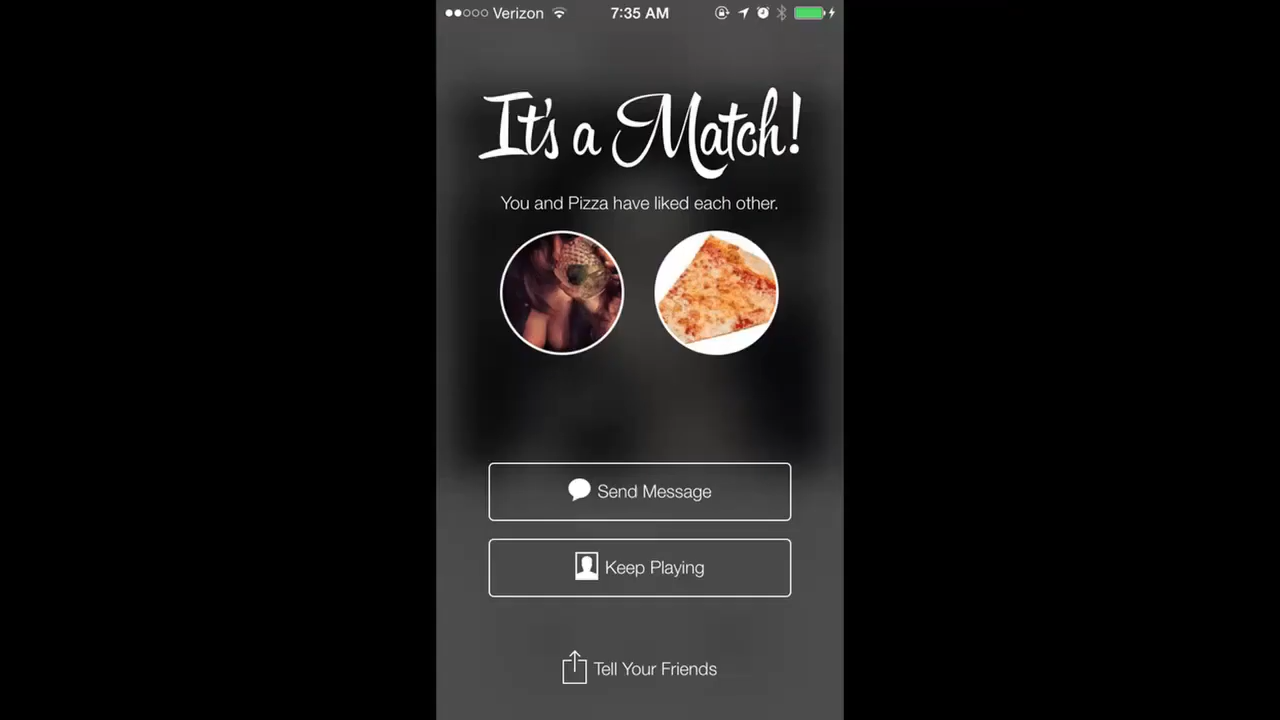 Verizon 7:35 AM
It's a Match!
You and Pizza have liked each other.
Send Message
Keep Playing
Tell Your Friends